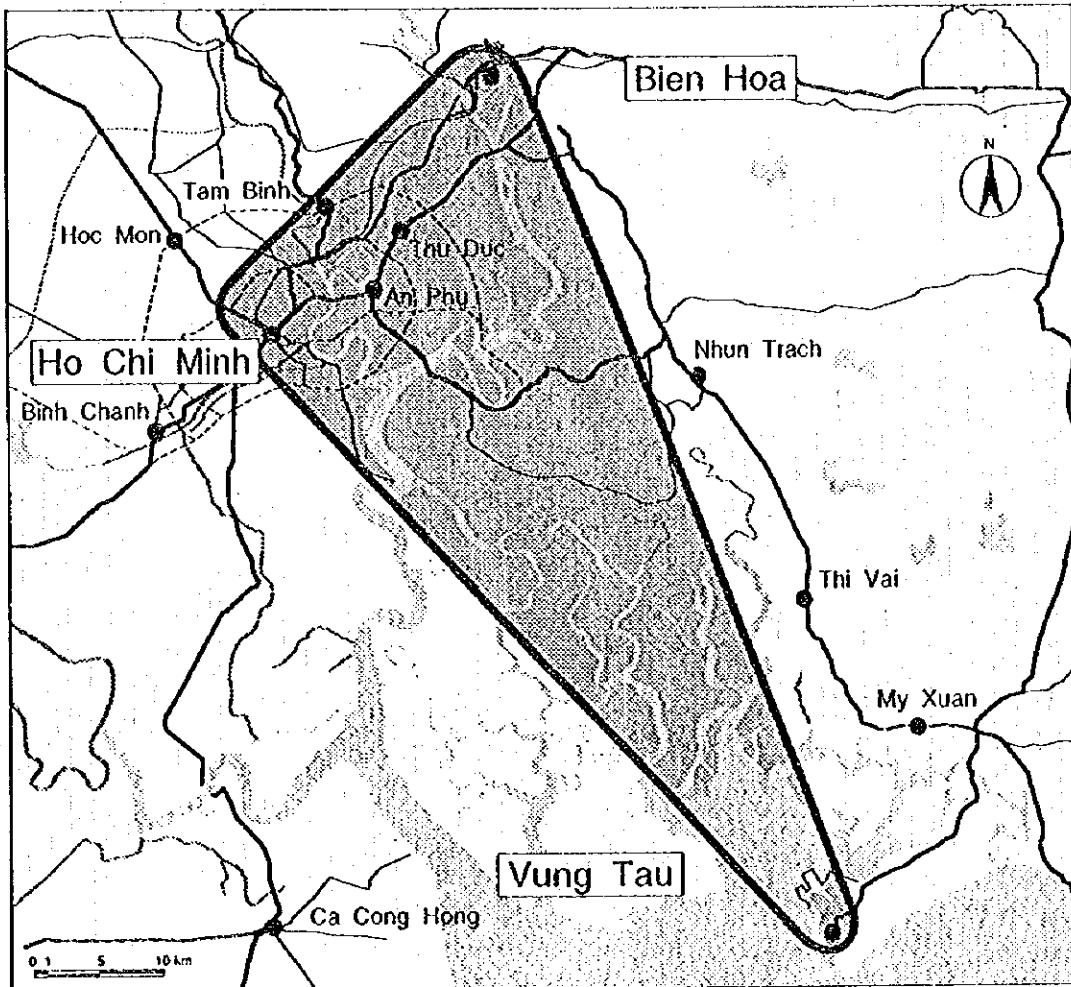 Bien Hoa
N
Tam Binh
Hoc Mon
Thu Duc
An Phu
Ho Chi Minh
Nhun Trach
Binh Chanh
Thi Vai
My Xuan
Vung Tau
Ca Cong Hong
0 1 5 10 km